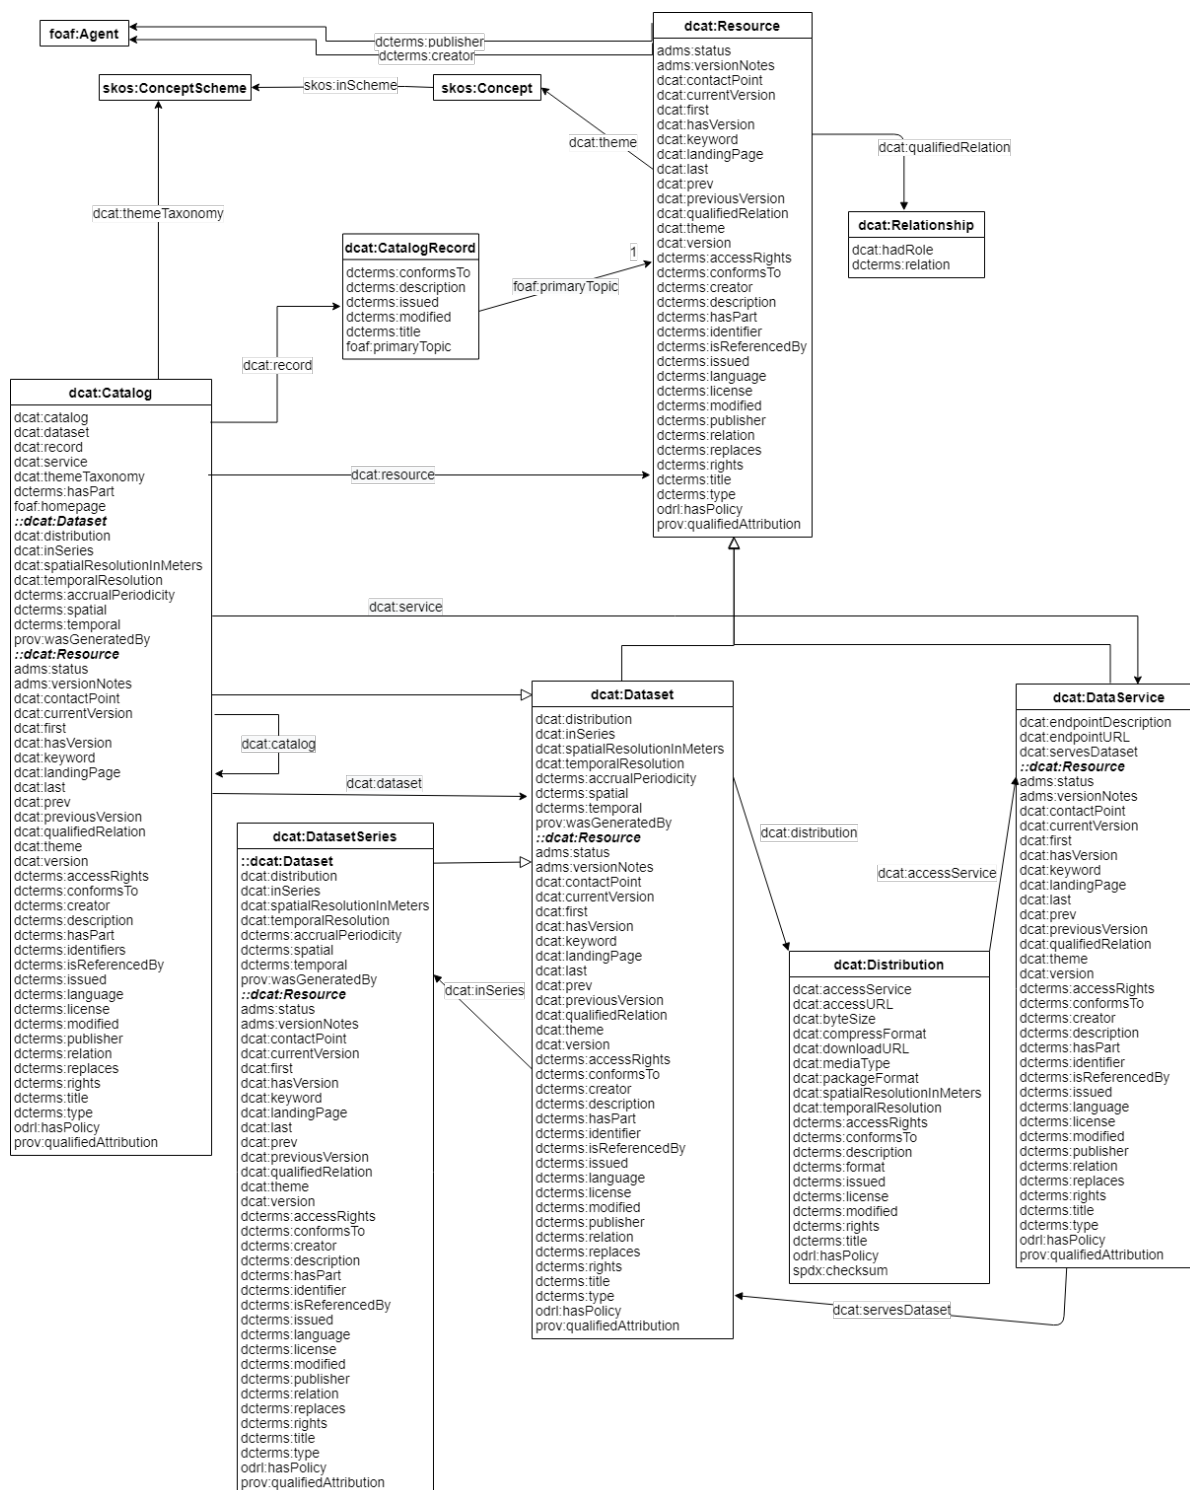 foaf:Agent
dcterms:publisher
dcterms:creator
skos:ConceptScheme
skos:inScheme
skos:Concept
dcat:theme
dcat:themeTaxonomy
dcat:Resource
adms:status
adms:versionNotes
dcat:contactPoint
dcat:currentVersion
dcat:first
dcat:hasVersion
dcat:keyword
dcat:landingPage
dcat:last
dcat:prev
dcat:previousVersion
dcat:qualifiedRelation
dcat:theme
dcat:version
dcterms:accessRights
dcterms:conformsTo
dcterms:creator
dcterms:description
dcterms:hasPart
dcterms:identifier
dcterms:isReferencedBy
dcterms:issued
dcterms:language
dcterms:license
dcterms:modified
dcterms:publisher
dcterms:relation
dcterms:replaces
dcterms:rights
dcterms:title
dcterms:type
odrl:hasPolicy
prov:qualifiedAttribution
dcat:qualifiedRelation
dcat:Relationship
dcat:hadRole
dcterms:relation
dcat:CatalogRecord
dcterms:conformsTo
dcterms:description
dcterms:issued
dcterms:modified
dcterms:title
foaf:primaryTopic
1
foaf:primaryTopic
dcat:record
dcat:resource
dcat:service
dcat:Catalog
dcat:catalog
dcat:dataset
dcat:record
dcat:service
dcat:themeTaxonomy
dcterms:hasPart
foaf:homepage
::dcat:Dataset
dcat:distribution
dcat:inSeries
dcat:spatialResolutionInMeters
dcat:temporalResolution
dcterms:accrualPeriodicity
dcterms:spatial
dcterms:temporal
prov:wasGeneratedBy
::dcat:Resource
adms:status
adms:versionNotes
dcat:contactPoint
dcat:currentVersion
dcat:first
dcat:hasVersion
dcat:keyword
dcat:landingPage
dcat:last
dcat:prev
dcat:previousVersion
dcat:qualifiedRelation
dcat:theme
dcat:version
dcterms:accessRights
dcterms:conformsTo
dcterms:creator
dcterms:description
dcterms:hasPart
dcterms:identifiers
dcterms:isReferencedBy
dcterms:issued
dcterms:language
dcterms:license
dcterms:modified
dcterms:publisher
dcterms:relation
dcterms:replaces
dcterms:rights
dcterms:title
dcterms:type
odrl:hasPolicy
prov:qualifiedAttribution
dcat:catalog
dcat:dataset
dcat:DatasetSeries
::dcat:Dataset
dcat:distribution
dcat:inSeries
dcat:spatialResolutionInMeters
dcat:temporalResolution
dcterms:accrualPeriodicity
dcterms:spatial
dcterms:temporal
prov:wasGeneratedBy
::dcat:Resource
adms:status
adms:versionNotes
dcat:contactPoint
dcat:currentVersion
dcat:first
dcat:hasVersion
dcat:keyword
dcat:landingPage
dcat:last
dcat:prev
dcat:previousVersion
dcat:qualifiedRelation
dcat:theme
dcat:version
dcterms:accessRights
dcterms:conformsTo
dcterms:creator
dcterms:description
dcterms:hasPart
dcterms:identifier
dcterms:isReferencedBy
dcterms:issued
dcterms:language
dcterms:license
dcterms:modified
dcterms:publisher
dcterms:relation
dcterms:replaces
dcterms:rights
dcterms:title
dcterms:type
odrl:hasPolicy
prov:qualifiedAttribution
dcat:inSeries
dcat:Dataset
dcat:distribution
dcat:inSeries
dcat:spatialResolutionInMeters
dcat:temporalResolution
dcterms:accrualPeriodicity
dcterms:spatial
dcterms:temporal
prov:wasGeneratedBy
::dcat:Resource
adms:status
adms:versionNotes
dcat:contactPoint
dcat:currentVersion
dcat:first
dcat:hasVersion
dcat:keyword
dcat:landingPage
dcat:last
dcat:prev
dcat:previousVersion
dcat:qualifiedRelation
dcat:theme
dcat:version
dcterms:accessRights
dcterms:conformsTo
dcterms:creator
dcterms:description
dcterms:hasPart
dcterms:identifier
dcterms:isReferencedBy
dcterms:issued
dcterms:language
dcterms:license
dcterms:modified
dcterms:publisher
dcterms:relation
dcterms:replaces
dcterms:rights
dcterms:title
dcterms:type
odrl:hasPolicy
prov:qualifiedAttribution
dcat:distribution
dcat:accessService
dcat:Distribution
dcat:accessService
dcat:accessURL
dcat:byteSize
dcat:compressFormat
dcat:downloadURL
dcat:mediaType
dcat:packageFormat
dcat:spatialResolutionInMeters
dcat:temporalResolution
dcterms:accessRights
dcterms:conformsTo
dcterms:description
dcterms:format
dcterms:issued
dcterms:license
dcterms:modified
dcterms:rights
dcterms:title
odrl:hasPolicy
spdx:checksum
dcat:servesDataset
dcat:DataService
dcat:endpointDescription
dcat:endpointURL
dcat:servesDataset
::dcat:Resource
adms:status
adms:versionNotes
dcat:contactPoint
dcat:currentVersion
dcat:first
dcat:hasVersion
dcat:keyword
dcat:landingPage
dcat:last
dcat:prev
dcat:previousVersion
dcat:qualifiedRelation
dcat:theme
dcat:version
dcterms:accessRights
dcterms:conformsTo
dcterms:creator
dcterms:description
dcterms:hasPart
dcterms:identifier
dcterms:isReferencedBy
dcterms:issued
dcterms:language
dcterms:license
dcterms:modified
dcterms:publisher
dcterms:relation
dcterms:replaces
dcterms:rights
dcterms:title
dcterms:type
odrl:hasPolicy
prov:qualifiedAttribution